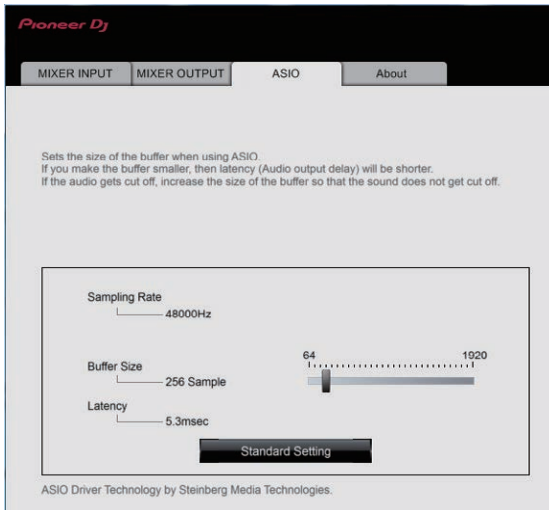 Pioneer Dj
MIXER INPUT MIXER OUTPUT ASIO About
Sets the size of the buffer when using ASIO.
If you make the buffer smaller, then latency (Audio output delay) will be shorter.
If the audio gets cut off, increase the size of the buffer so that the sound does not get cut off.
Sampling Rate
48000Hz
64 1920
Buffer Size
256 Sample
Latency
5.3msec
Standard Setting
ASIO Driver Technology by Steinberg Media Technologies.